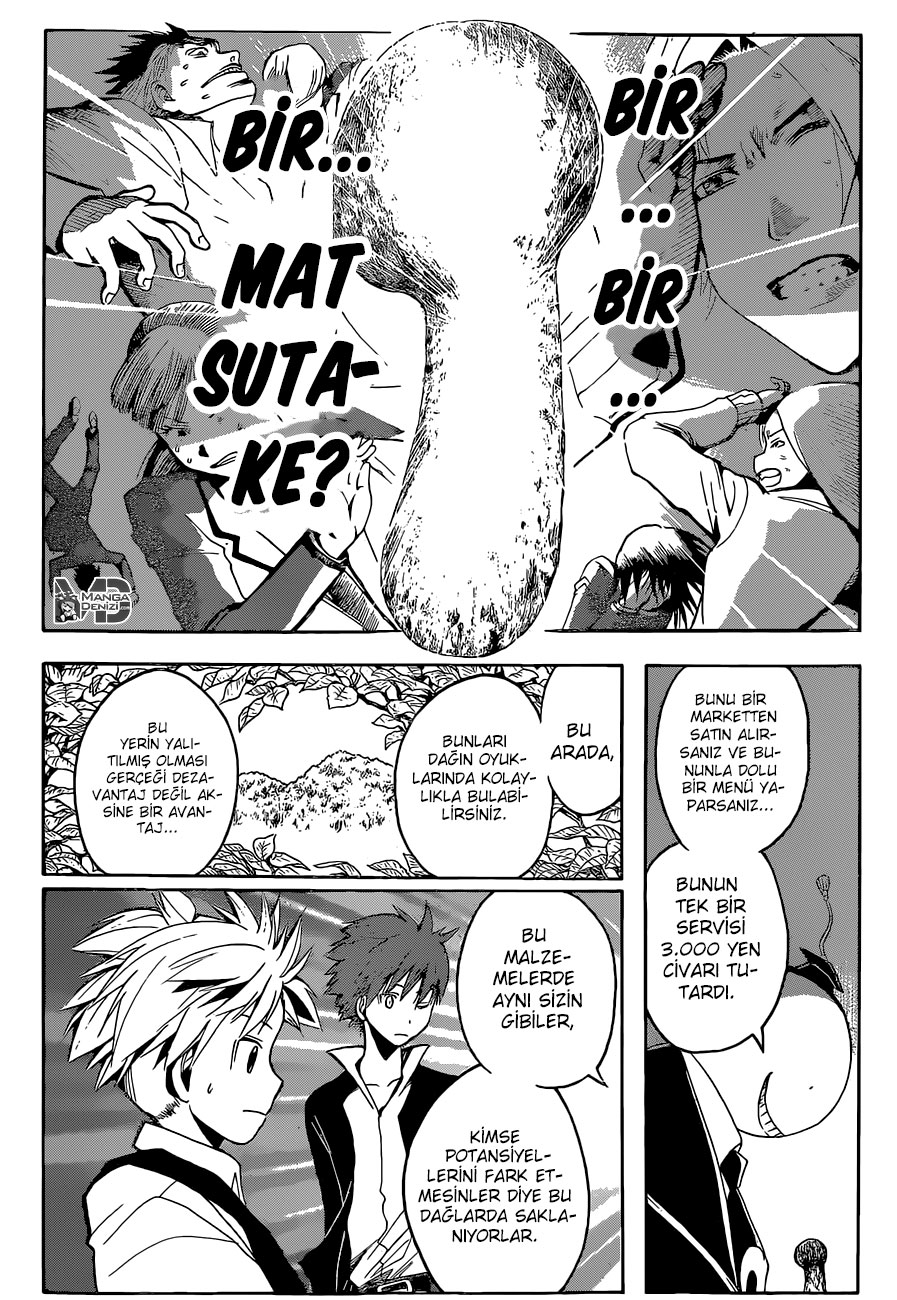 BİR
...
BİR
...
BİR...
MAT
SUTA-
KE?
MANGA
DENİZİ
.com
BUNU BİR
MARKETTEN
SATIN ALIR-
SANIZ VE BU-
NUNLA DOLU
BİR MENÜ YA-
PARSANIZ...
BUNUN
TEK BİR
SERVİSİ
3.000 YEN
CİVARI TU-
TARDI.
BU
ARADA,
BUNLARI
DAĞIN OYUK-
LARINDA KOLAY-
LIKLA BULABİ-
LİRSİNİZ.
BU
YERİN YALI-
TILMIŞ OLMASI
GERÇEĞİ DEZA-
VANTAJ DEĞİL AK-
SİNE BİR AVAN-
TAJ...
BU
MALZE-
MELERDE
AYNI SİZİN
GİBİLER,
KİMSE
POTANSİYEL-
LERİNİ FARK ET-
MESİNLER DİYE BU
DAĞLARDA SAKLA-
NIYORLAR.